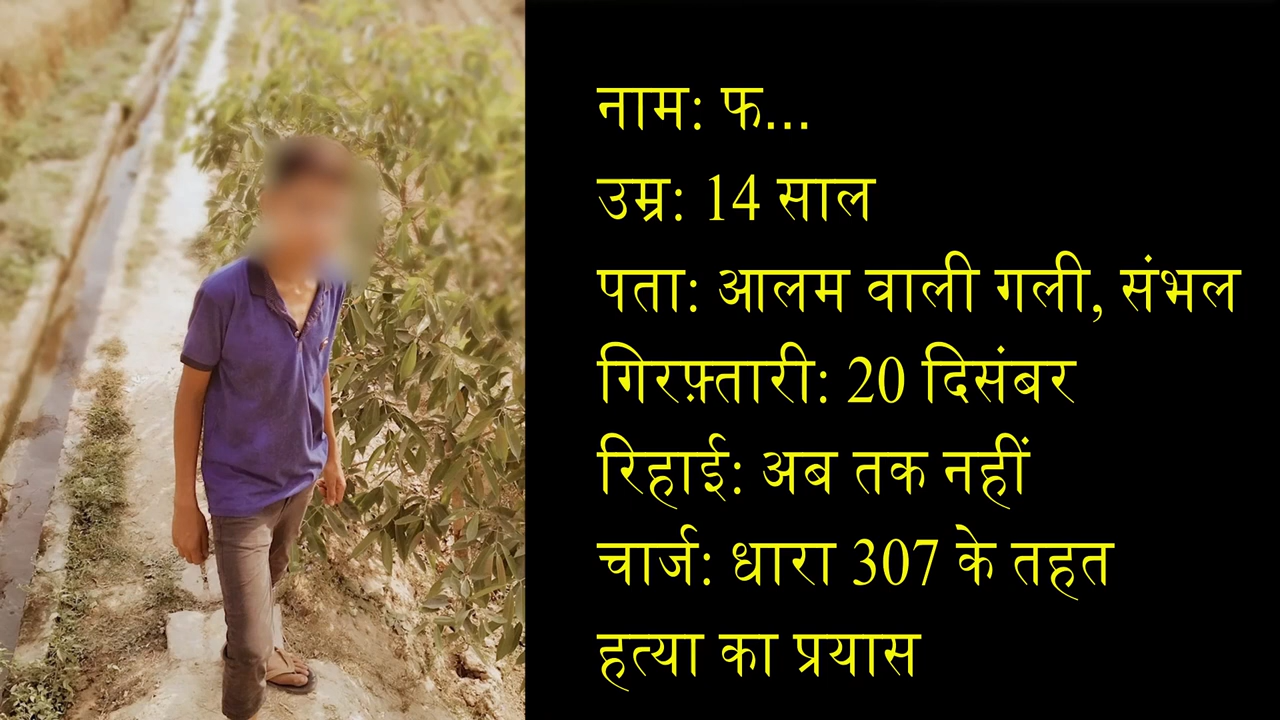 नाम: फ...
उम्र: 14 साल
पता: आलम वाली गली, संभल
गिरफ़्तारी: 20 दिसंबर
रिहाई: अब तक नहीं
चार्ज: धारा 307 के तहत
हत्या का प्रयास